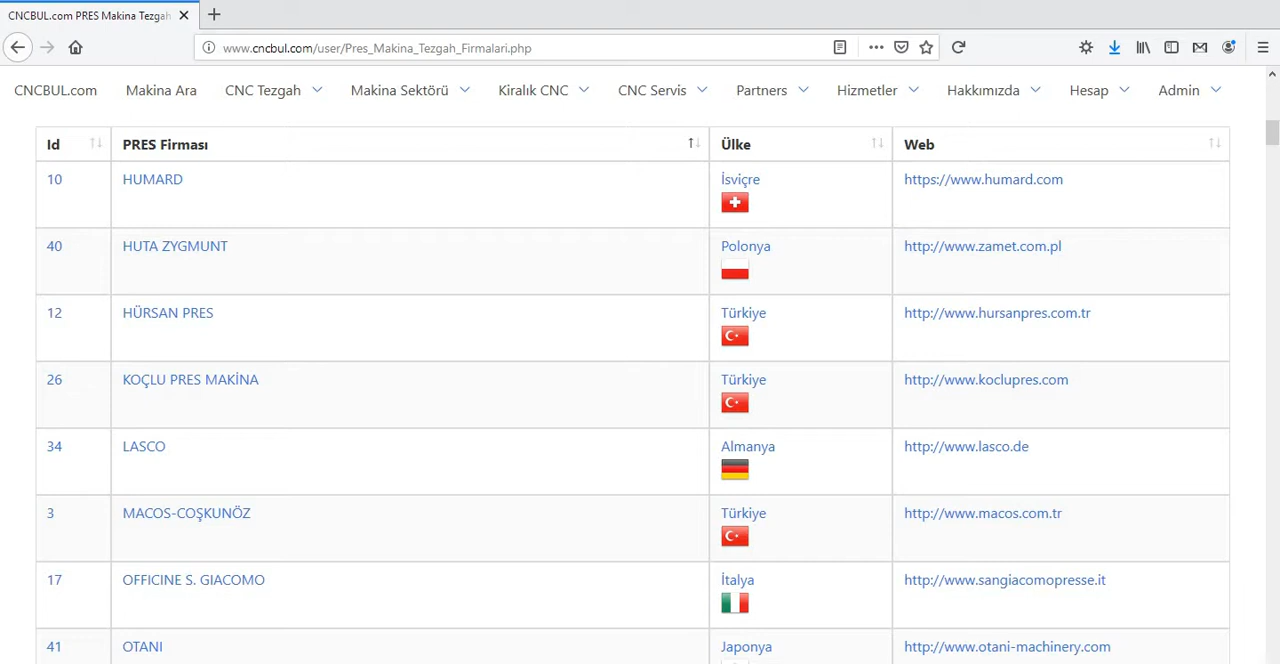 CNCBUL.com PRES Makina Tezgah
www.cncbul.com/user/Pres_Makina_Tezgah_Firmalari.php
CNCBUL.com Makina Ara CNC Tezgah Makina Sektörü Kiralık CNC CNC Servis Partners Hizmetler Hakkımızda Hesap Admin
Id PRES Firması Ülke Web
10 HUMARD İsviçre https://www.humard.com
40 HUTA ZYGMUNT Polonya http://www.zamet.com.pl
12 HÜRSAN PRES Türkiye http://www.hursanpres.com.tr
26 KOÇLU PRES MAKİNA Türkiye http://www.koclupres.com
34 LASCO Almanya http://www.lasco.de
3 MACOS-COŞKUNÖZ Türkiye http://www.macos.com.tr
17 OFFICINE S. GIACOMO İtalya http://www.sangiacomopresse.it
41 OTANI Japonya http://www.otani-machinery.com